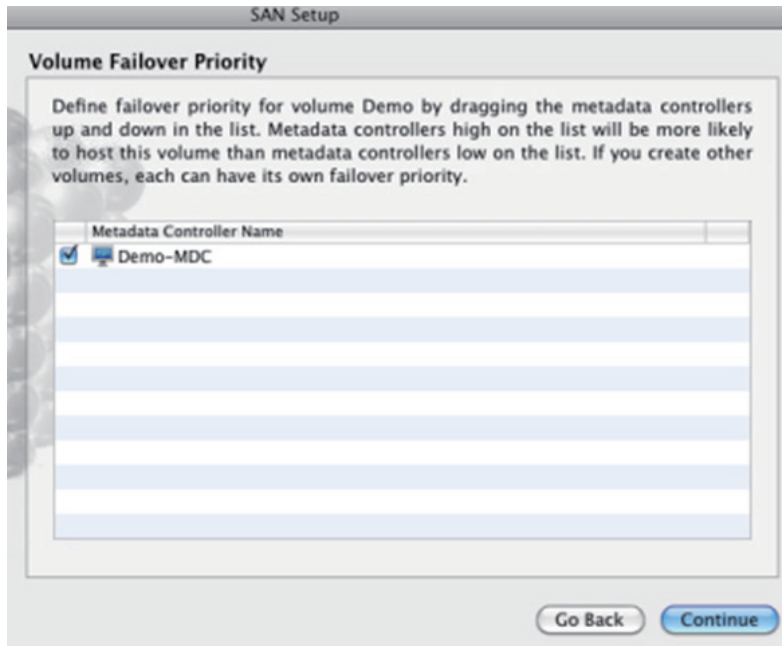 SAN Setup
Volume Failover Priority
Define failover priority for volume Demo by dragging the metadata controllers
up and down in the list. Metadata controllers high on the list will be more likely
to host this volume than metadata controllers low on the list. If you create other
volumes, each can have its own failover priority.
Metadata Controller Name
Demo-MDC
Go Back Continue